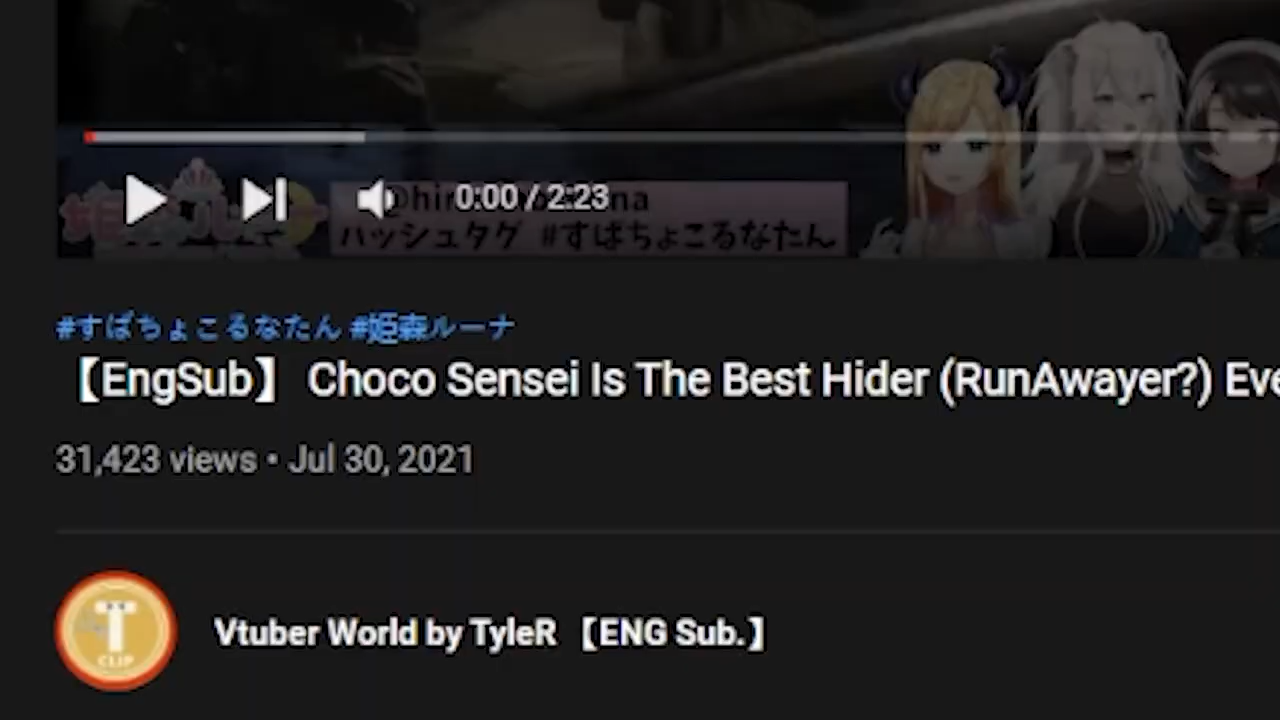 0:00 / 2:23
ハッシュタグ #すばちょこるなたん
#すばちょこるなたん #姫森ルーナ
【EngSub】 Choco Sensei Is The Best Hider (RunAwayer?) Eve
31,423 views • Jul 30, 2021
T
CLIP
Vtuber World by TyleR 【ENG Sub.】